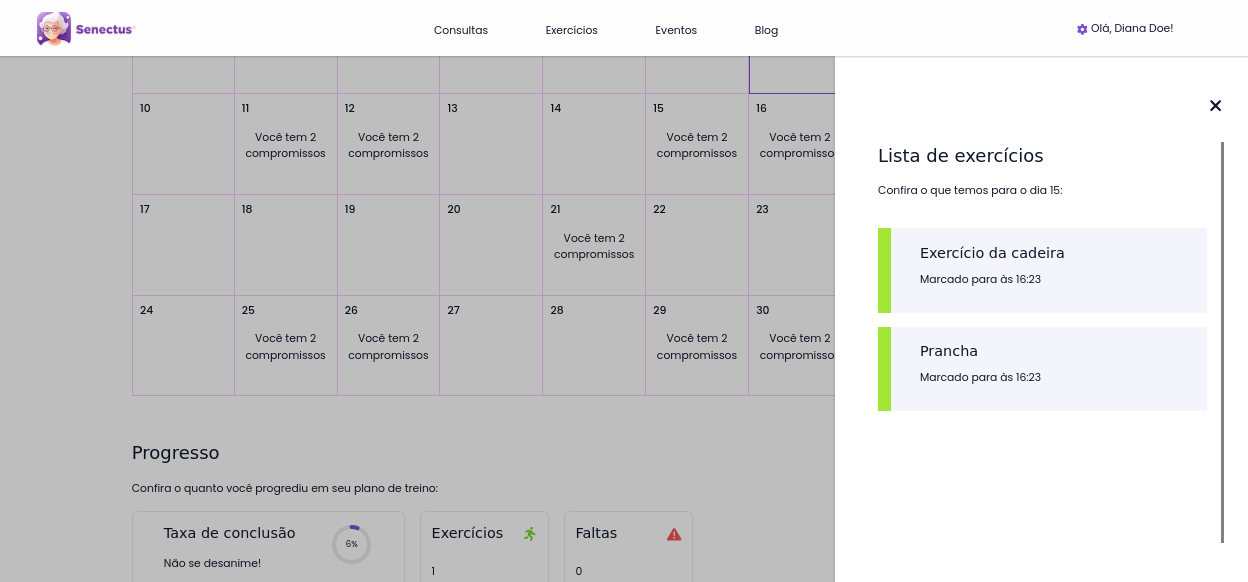 Senectus
Consultas
Exercícios
Eventos
Blog
Olá, Diana Doe!
10
11
12
13
14
15
16
Você tem 2
compromissos
Você tem 2
compromissos
Você tem 2
compromissos
Você tem 2
compromisso
17
18
19
20
21
22
23
Você tem 2
compromissos
24
25
26
27
28
29
30
Você tem 2
compromissos
Você tem 2
compromissos
Você tem 2
compromissos
Você tem 2
compromisso
Progresso
Confira o quanto você progrediu em seu plano de treino:
Taxa de conclusão
Não se desanime!
6%
Exercícios
1
Faltas
0
Lista de exercícios
Confira o que temos para o dia 15:
Exercício da cadeira
Marcado para às 16:23
Prancha
Marcado para às 16:23